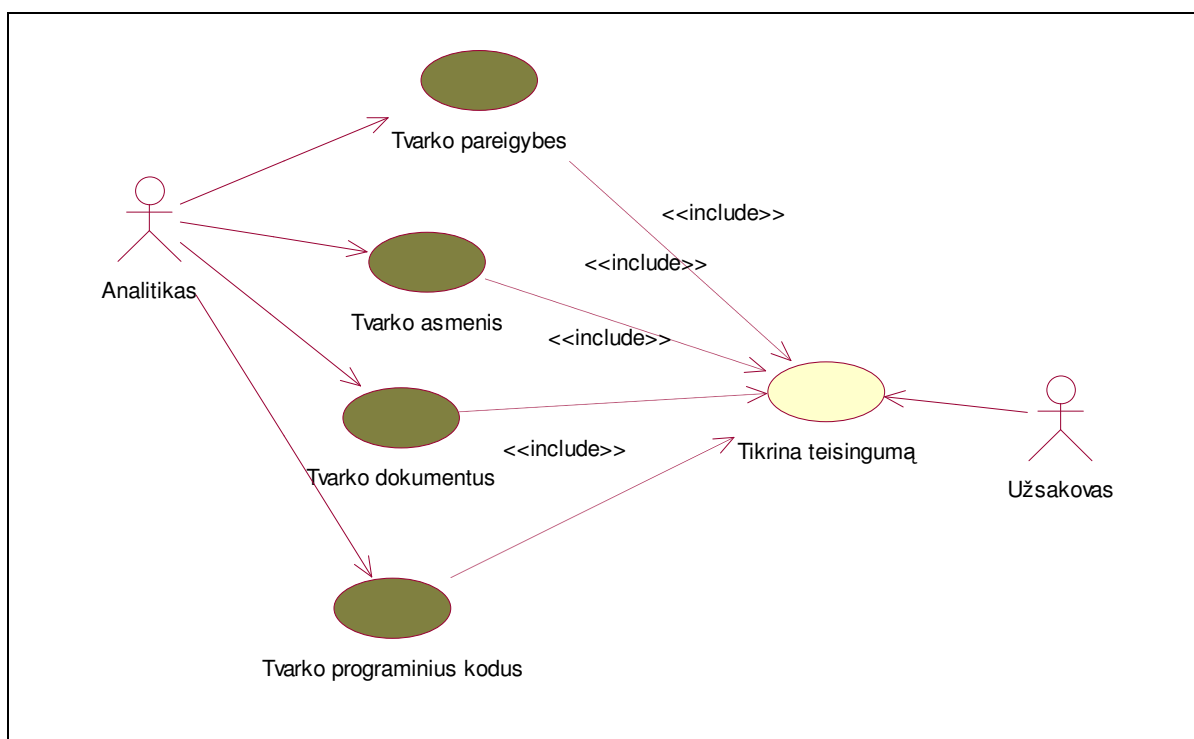 Tvarko pareigybes
<<include>>
<<include>>
Analitikas
Tvarko asmenis
<<include>>
Tvarko dokumentus
<<include>>
Tikrina teisingumą
Užsakovas
Tvarko programinius kodus